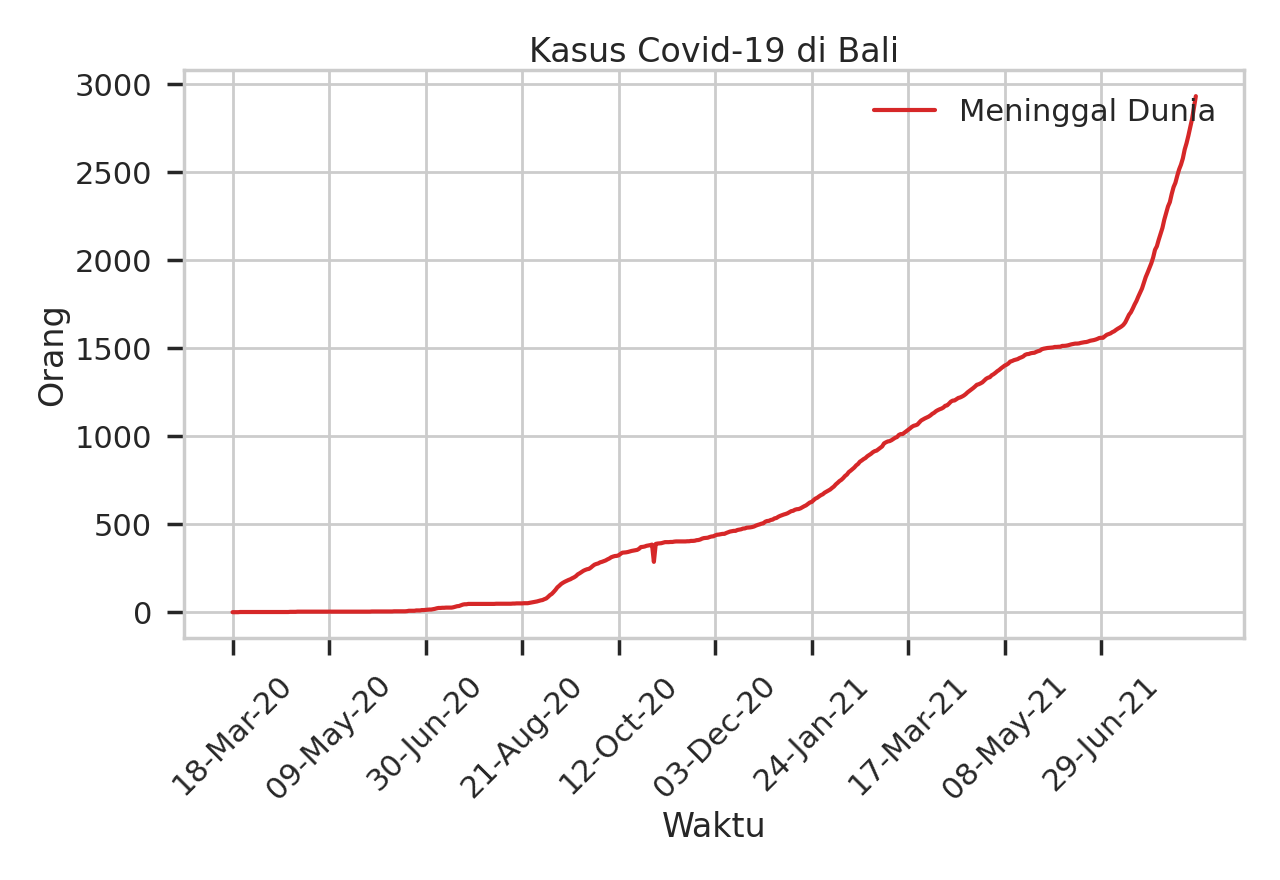 Kasus Covid-19 di Bali
Meninggal Dunia
Orang
3000
2500
2000
1500
1000
500
0
18-Mar-20
09-May-20
30-Jun-20
21-Aug-20
12-Oct-20
03-Dec-20
24-Jan-21
17-Mar-21
08-May-21
29-Jun-21
Waktu